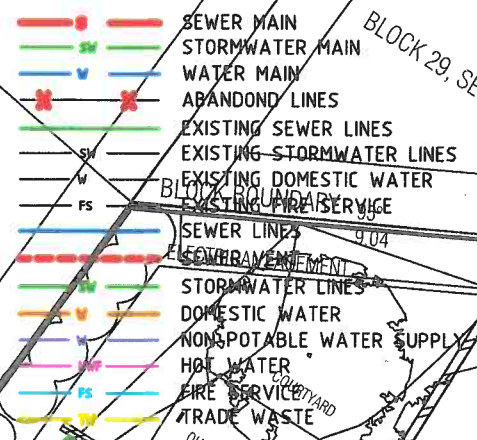 S SEWER MAIN
SW STORMWATER MAIN
W WATER MAIN
ABANDOND LINES
EXISTING SEWER LINES
SW EXISTING STORMWATER LINES
W EXISTING DOMESTIC WATER
FS EXISTING FIRE SERVICE
SEWER LINES
SEWER VENT
SW STORMWATER LINES
W DOMESTIC WATER
W NON-POTABLE WATER SUPPLY
HWF HOT WATER
FS FIRE SERVICE
TW TRADE WASTE
BLOCK 29, SE
BLOCK BOUNDARY
95
9.04
COURTYARD